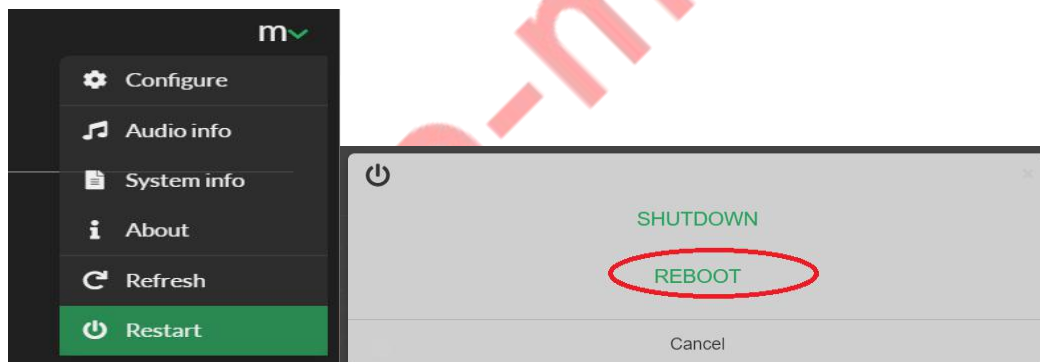 m
Configure
Audio info
System info
About
Refresh
Restart
SHUTDOWN
REBOOT
Cancel